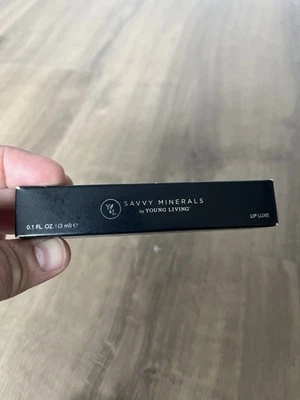 YL
SAVVY MINERALS
by YOUNG LIVING®
0.1 FL. OZ. | (3 ml) ℮
LIP LUXE